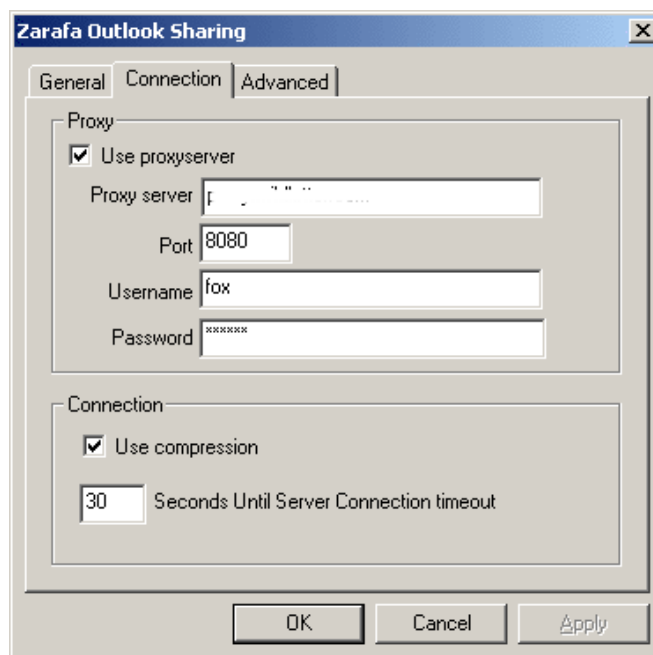 Zarafa Outlook Sharing
General Connection Advanced
Proxy
Use proxyserver
Proxy server
Port 8080
Username fox
Password ××××××
Connection
Use compression
30 Seconds Until Server Connection timeout
OK Cancel Apply